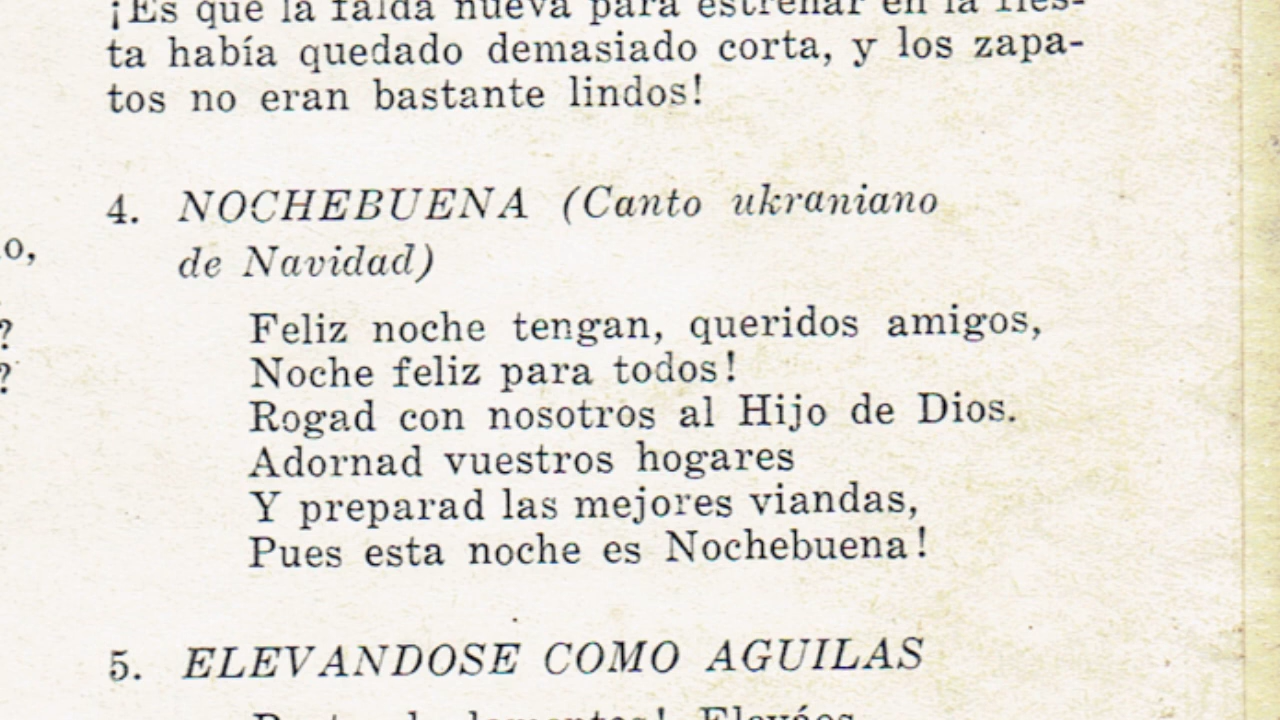 ¡Es que la falda nueva para estrenar en la fies-
ta había quedado demasiado corta, y los zapa-
tos no eran bastante lindos!
4. NOCHEBUENA (Canto ukraniano
de Navidad)
o,
?
?
Feliz noche tengan, queridos amigos,
Noche feliz para todos!
Rogad con nosotros al Hijo de Dios.
Adornad vuestros hogares
Y preparad las mejores viandas,
Pues esta noche es Nochebuena!
5. ELEVANDOSE COMO AGUILAS